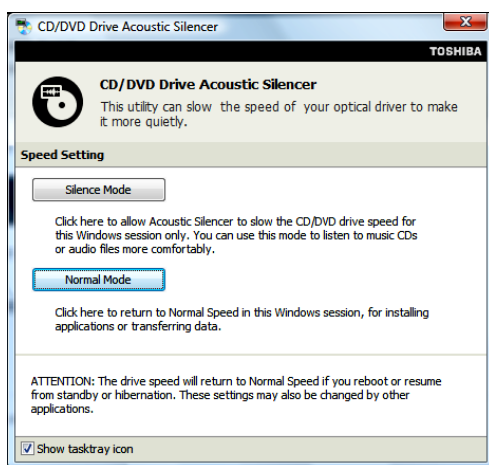 CD/DVD Drive Acoustic Silencer
TOSHIBA
CD/DVD Drive Acoustic Silencer
This utility can slow the speed of your optical driver to make
it more quietly.
Speed Setting
Silence Mode
Click here to allow Acoustic Silencer to slow the CD/DVD drive speed for
this Windows session only. You can use this mode to listen to music CDs
or audio files more comfortably.
Normal Mode
Click here to return to Normal Speed in this Windows session, for installing
applications or transferring data.
ATTENTION: The drive speed will return to Normal Speed if you reboot or resume
from standby or hibernation. These settings may also be changed by other
applications.
Show tasktray icon